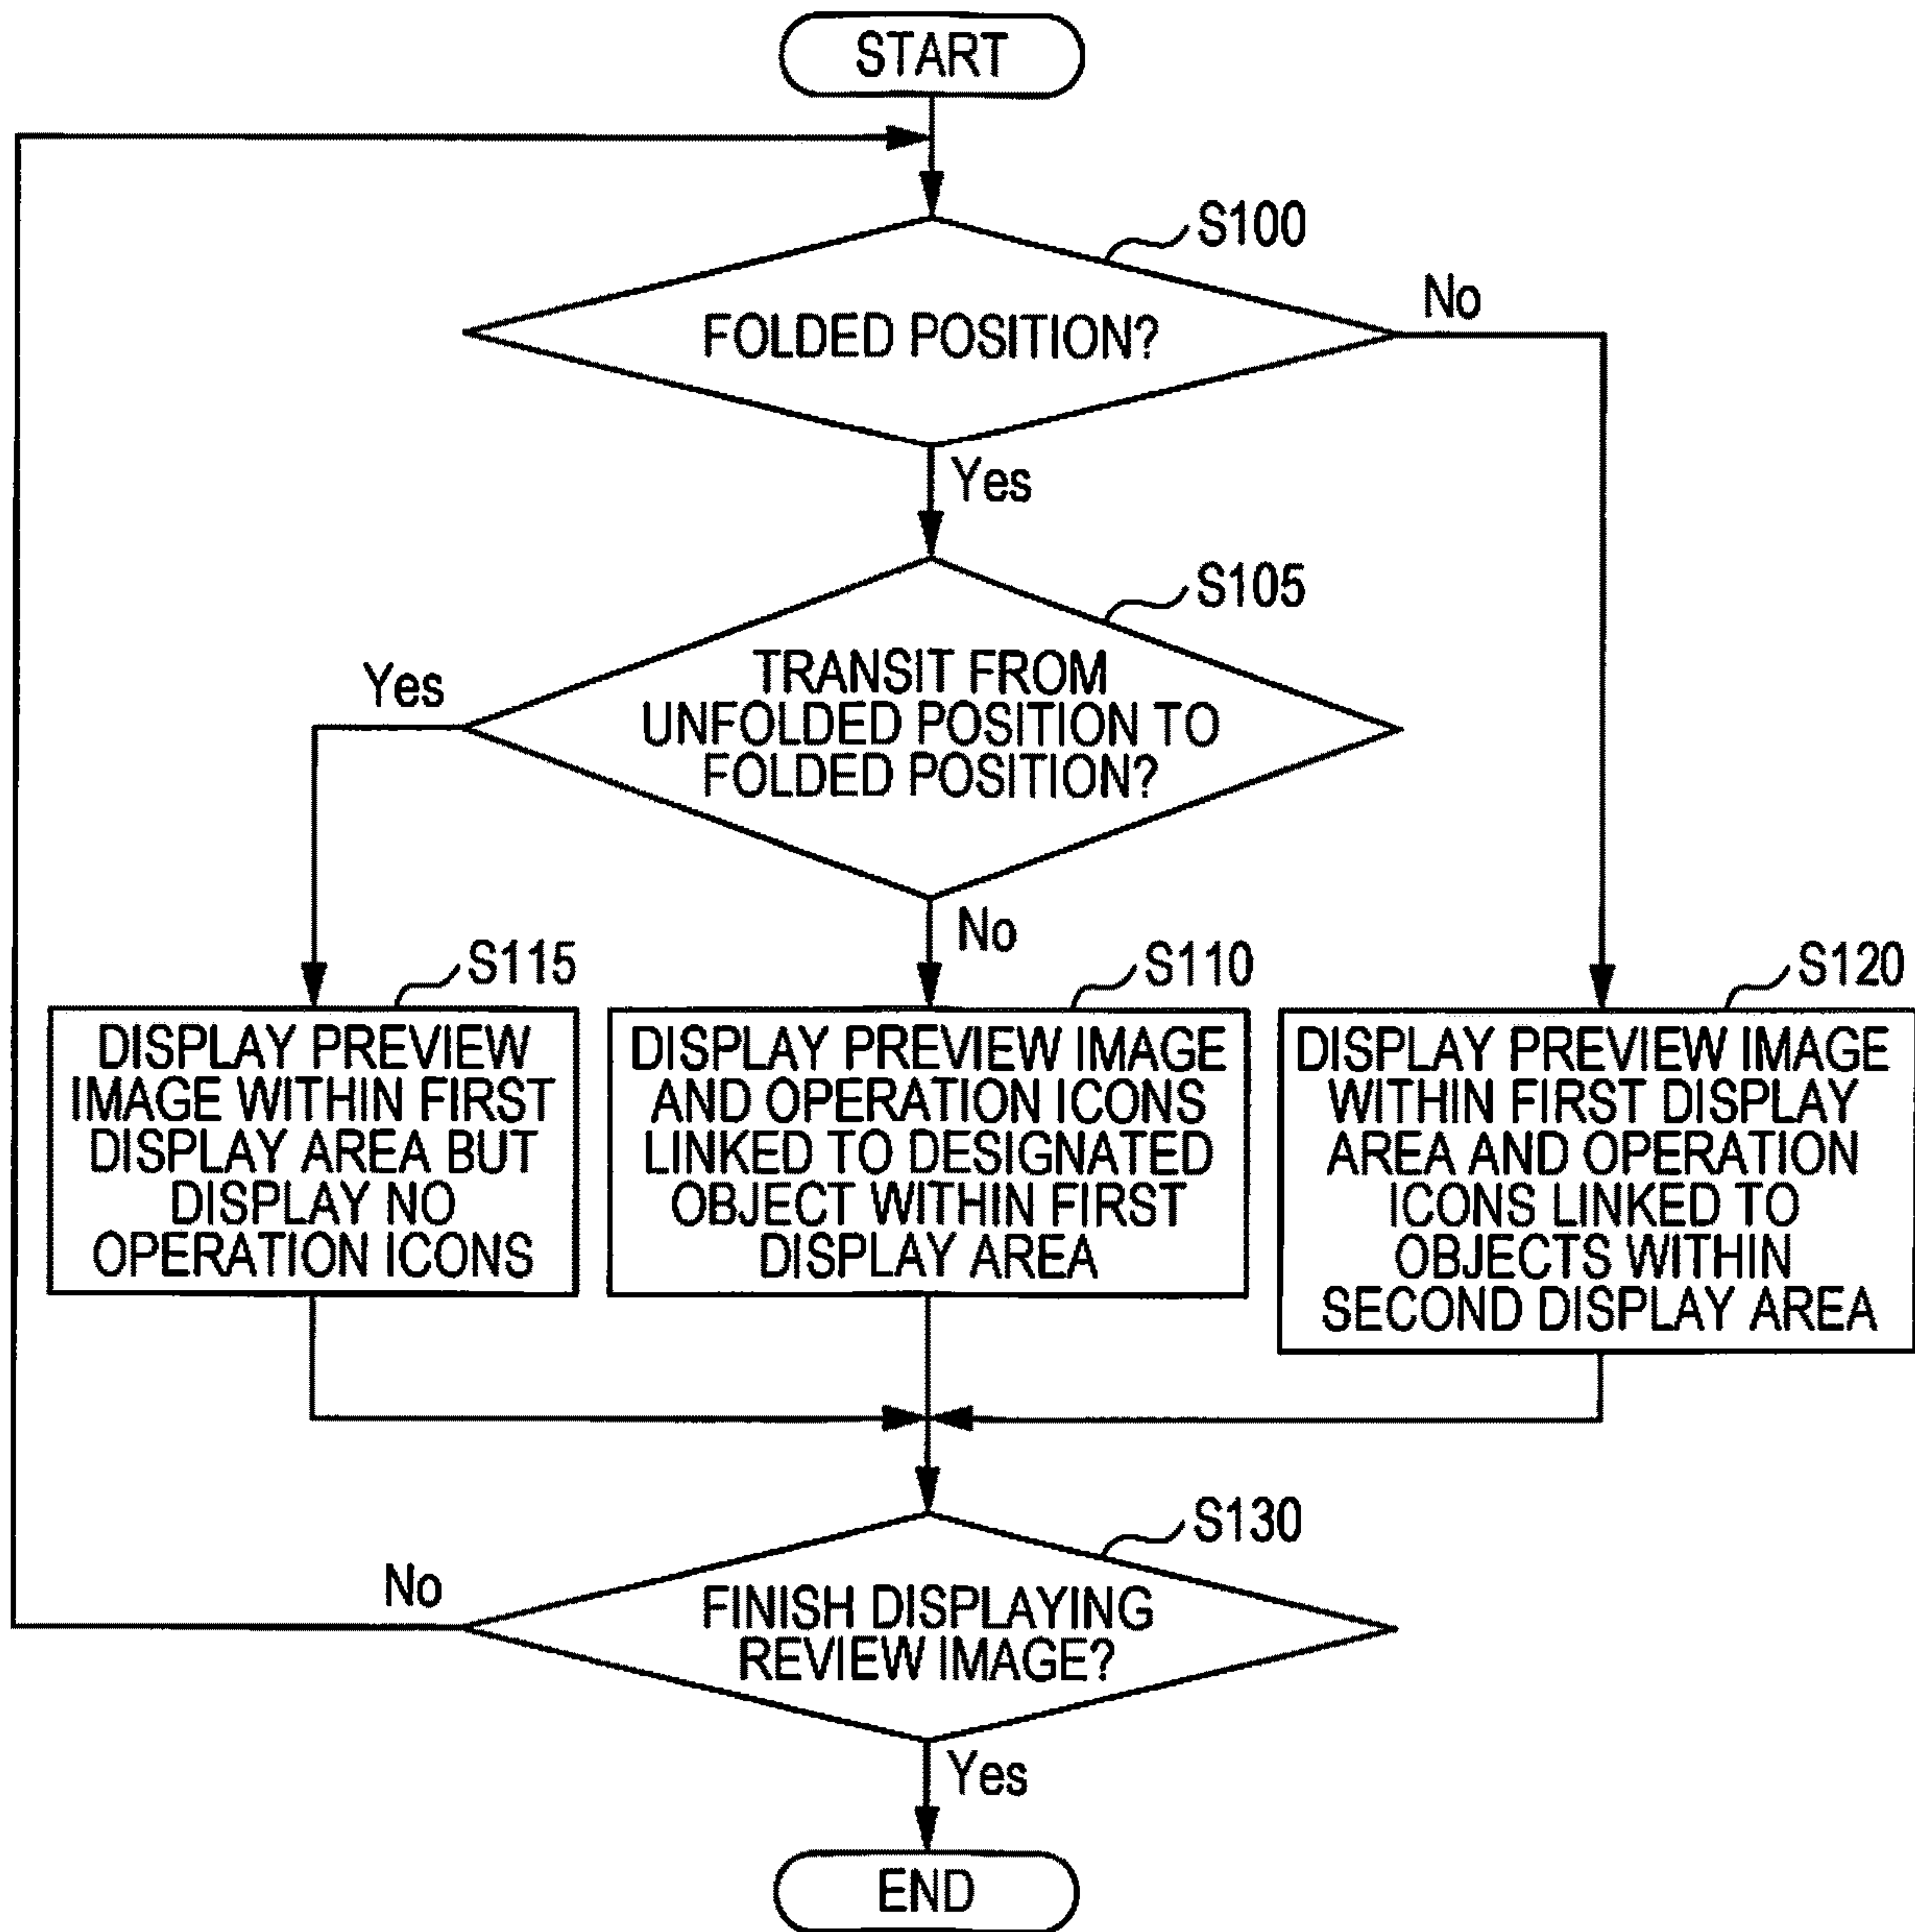 START
S100
No
FOLDED POSITION?
Yes
S105
Yes
TRANSIT FROM
UNFOLDED POSITION TO
FOLDED POSITION?
No
S115
DISPLAY PREVIEW
IMAGE WITHIN FIRST
DISPLAY AREA BUT
DISPLAY NO
OPERATION ICONS
S110
DISPLAY PREVIEW IMAGE
AND OPERATION ICONS
LINKED TO DESIGNATED
OBJECT WITHIN FIRST
DISPLAY AREA
S120
DISPLAY PREVIEW IMAGE
WITHIN FIRST DISPLAY
AREA AND OPERATION
ICONS LINKED TO
OBJECTS WITHIN
SECOND DISPLAY AREA
S130
No
FINISH DISPLAYING
REVIEW IMAGE?
Yes
END